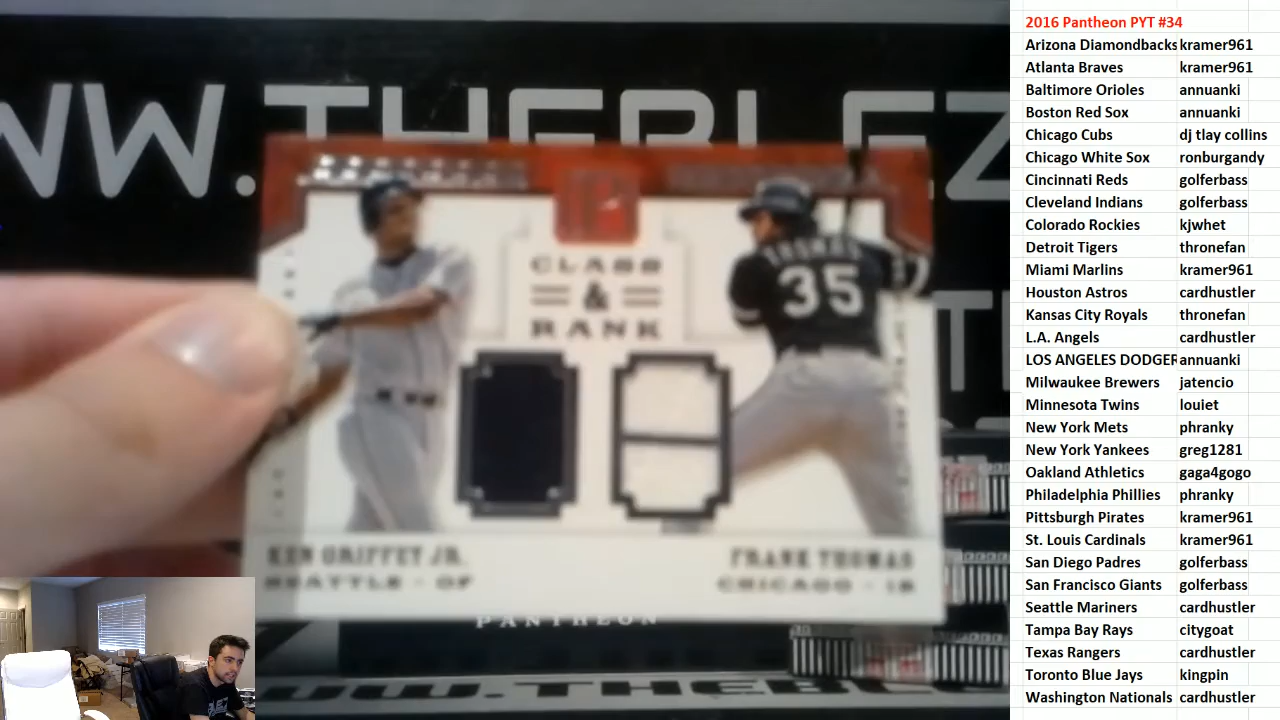 WW.THEBLEZ
CLASS
&
RANK
THOMAS
35
KEN GRIFFEY JR.
SEATTLE - OF
FRANK THOMAS
CHICAGO - 1B
PANTHEON
2016 Pantheon PYT #34
Arizona Diamondbacks kramer961
Atlanta Braves kramer961
Baltimore Orioles annuanki
Boston Red Sox annuanki
Chicago Cubs dj tlay collins
Chicago White Sox ronburgandy
Cincinnati Reds golferbass
Cleveland Indians golferbass
Colorado Rockies kjwhet
Detroit Tigers thronefan
Miami Marlins kramer961
Houston Astros cardhustler
Kansas City Royals thronefan
L.A. Angels cardhustler
LOS ANGELES DODGER annuanki
Milwaukee Brewers jatencio
Minnesota Twins louiet
New York Mets phranky
New York Yankees greg1281
Oakland Athletics gaga4gogo
Philadelphia Phillies phranky
Pittsburgh Pirates kramer961
St. Louis Cardinals kramer961
San Diego Padres golferbass
San Francisco Giants golferbass
Seattle Mariners cardhustler
Tampa Bay Rays citygoat
Texas Rangers cardhustler
Toronto Blue Jays kingpin
Washington Nationals cardhustler